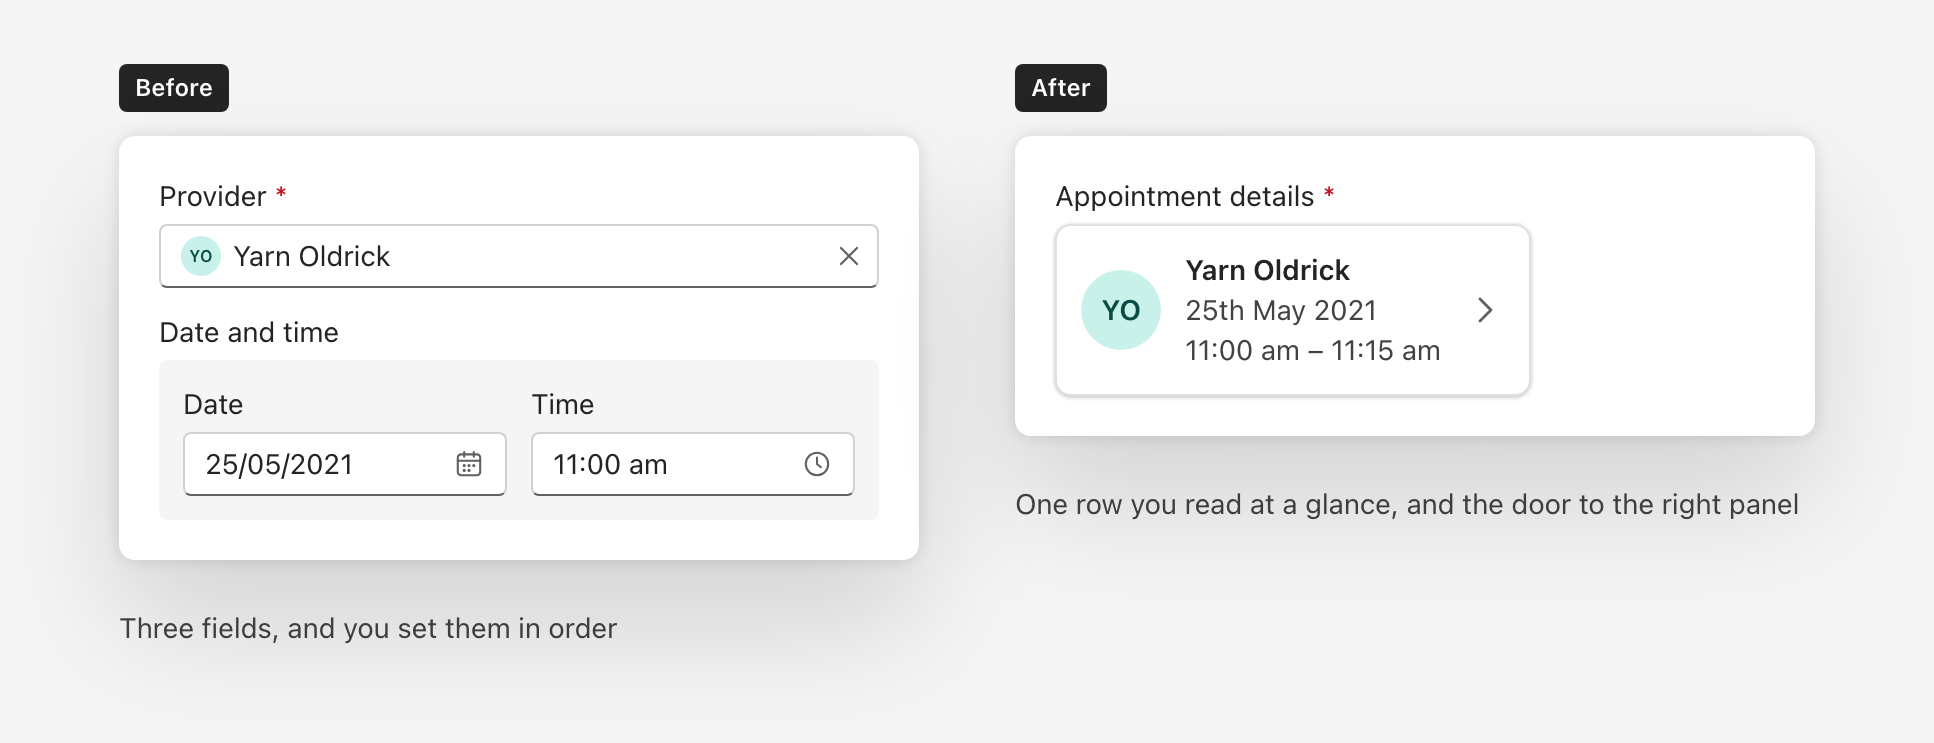 Before
Provider *
YO Yarn Oldrick
Date and time
Date
Time
25/05/2021
11:00 am
Three fields, and you set them in order
After
Appointment details *
YO
Yarn Oldrick
25th May 2021
11:00 am – 11:15 am
One row you read at a glance, and the door to the right panel